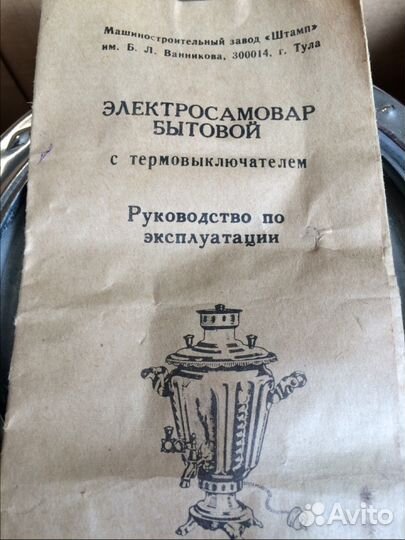 Машиностроительный завод «Штамп»
им. Б. Л. Ванникова, 300014, г. Тула
ЭЛЕКТРОСАМОВАР
БЫТОВОЙ
с термовыключателем
Руководство по
эксплуатации
Avito